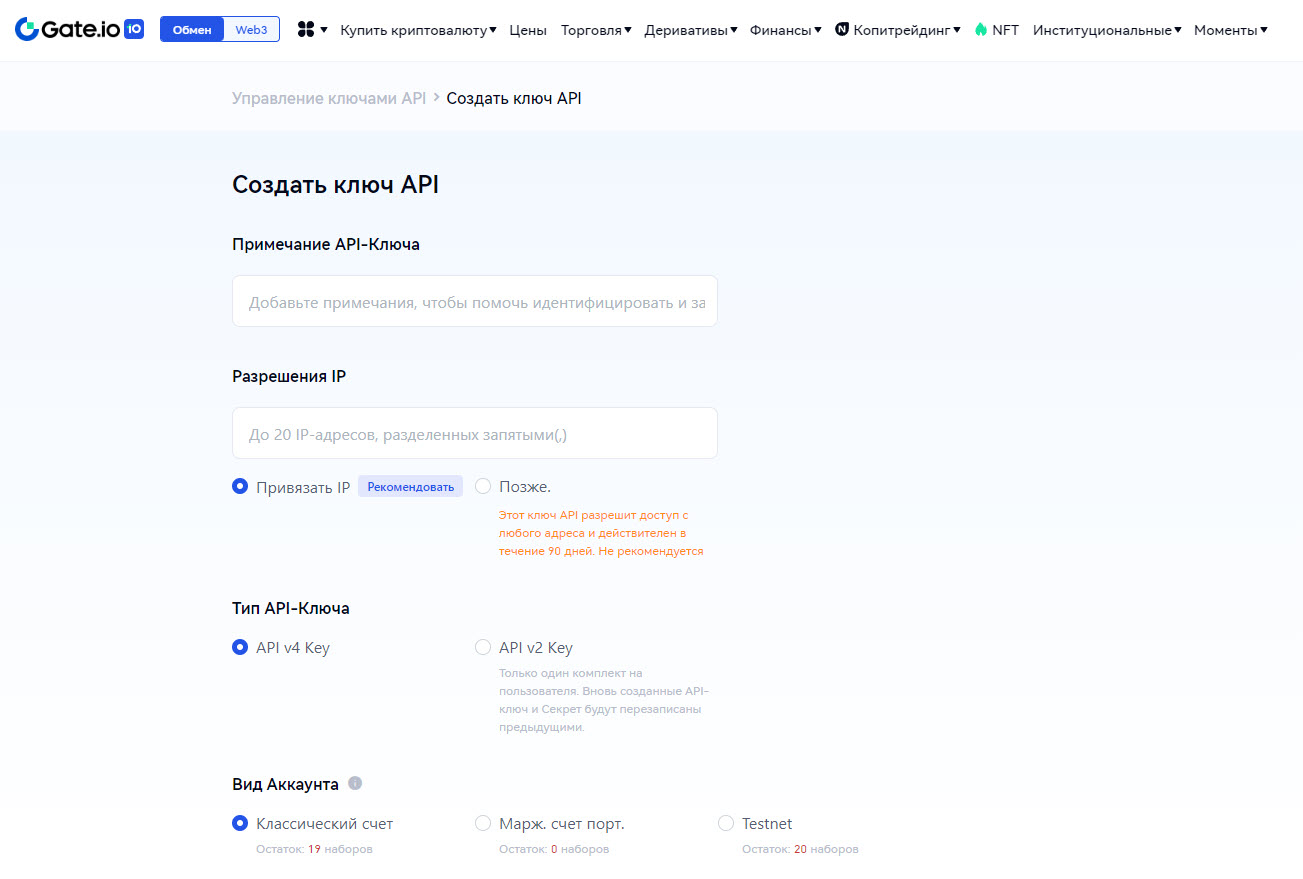 Gate.io 10 Обмен Web3 Купить криптовалюту Цены Торговля Деривативы Финансы Копитрейдинг NFT Институциональные Моменты
Управление ключами API > Создать ключ API
Создать ключ API
Примечание API-Ключа
Добавьте примечания, чтобы помочь идентифицировать и за
Разрешения IP
До 20 IP-адресов, разделенных запятыми(,)
Привязать IP Рекомендовать Позже.
Этот ключ API разрешит доступ с
любого адреса и действителен в
течение 90 дней. Не рекомендуется
Тип API-Ключа
API v4 Key API v2 Key
Только один комплект на
пользователя. Вновь созданные API-
ключ и Секрет будут перезаписаны
предыдущими.
Вид Аккаунта
Классический счет Марж. счет порт. Testnet
Остаток: 19 наборов Остаток: 0 наборов Остаток: 20 наборов